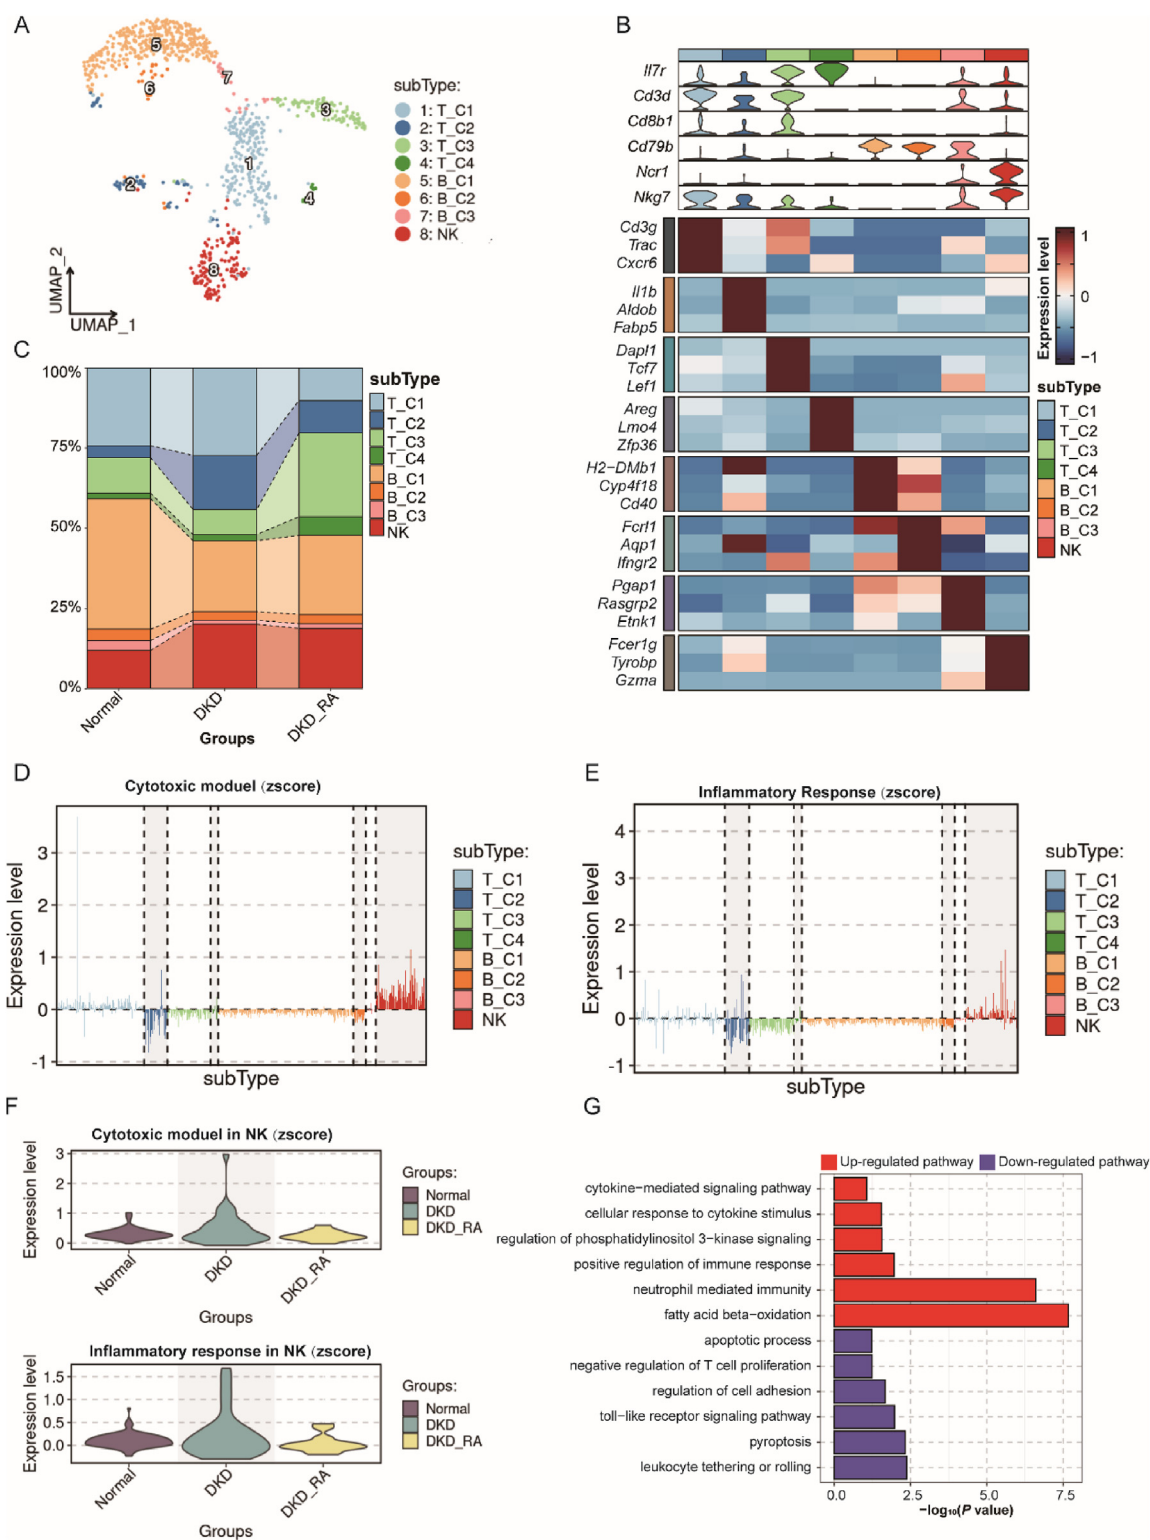 A
5
6
7
3
1
2
4
8
UMAP_2
UMAP_1
subType:
1: T_C1
2: T_C2
3: T_C3
4: T_C4
5: B_C1
6: B_C2
7: B_C3
8: NK
B
Il7r
Cd3d
Cd8b1
Cd79b
Ncr1
Nkg7
Cd3g
Trac
Cxcr6
Il1b
Aldob
Fabp5
Dapl1
Tcf7
Lef1
Areg
Lmo4
Zfp36
H2−DMb1
Cyp4f18
Cd40
Fcrl1
Aqp1
Ifngr2
Pgap1
Rasgrp2
Etnk1
Fcer1g
Tyrobp
Gzma
1
0
−1
Expression level
subType
T_C1
T_C2
T_C3
T_C4
B_C1
B_C2
B_C3
NK
C
100%
75%
50%
25%
0%
Normal
DKD
DKD_RA
Groups
subType
T_C1
T_C2
T_C3
T_C4
B_C1
B_C2
B_C3
NK
D
Cytotoxic moduel (zscore)
Expression level
3
2
1
0
-1
subType
subType:
T_C1
T_C2
T_C3
T_C4
B_C1
B_C2
B_C3
NK
E
Inflammatory Response (zscore)
Expression level
4
3
2
1
0
-1
subType
subType:
T_C1
T_C2
T_C3
T_C4
B_C1
B_C2
B_C3
NK
F
Cytotoxic moduel in NK (zscore)
Expression level
3
2
1
0
Normal
DKD
DKD_RA
Groups
Groups:
Normal
DKD
DKD_RA
Inflammatory response in NK (zscore)
Expression level
1.5
1.0
0.5
0.0
Normal
DKD
DKD_RA
Groups
Groups:
Normal
DKD
DKD_RA
G
Up-regulated pathway
Down-regulated pathway
cytokine−mediated signaling pathway
cellular response to cytokine stimulus
regulation of phosphatidylinositol 3−kinase signaling
positive regulation of immune response
neutrophil mediated immunity
fatty acid beta−oxidation
apoptotic process
negative regulation of T cell proliferation
regulation of cell adhesion
toll−like receptor signaling pathway
pyroptosis
leukocyte tethering or rolling
0.0
2.5
5.0
7.5
−log₁₀(P value)